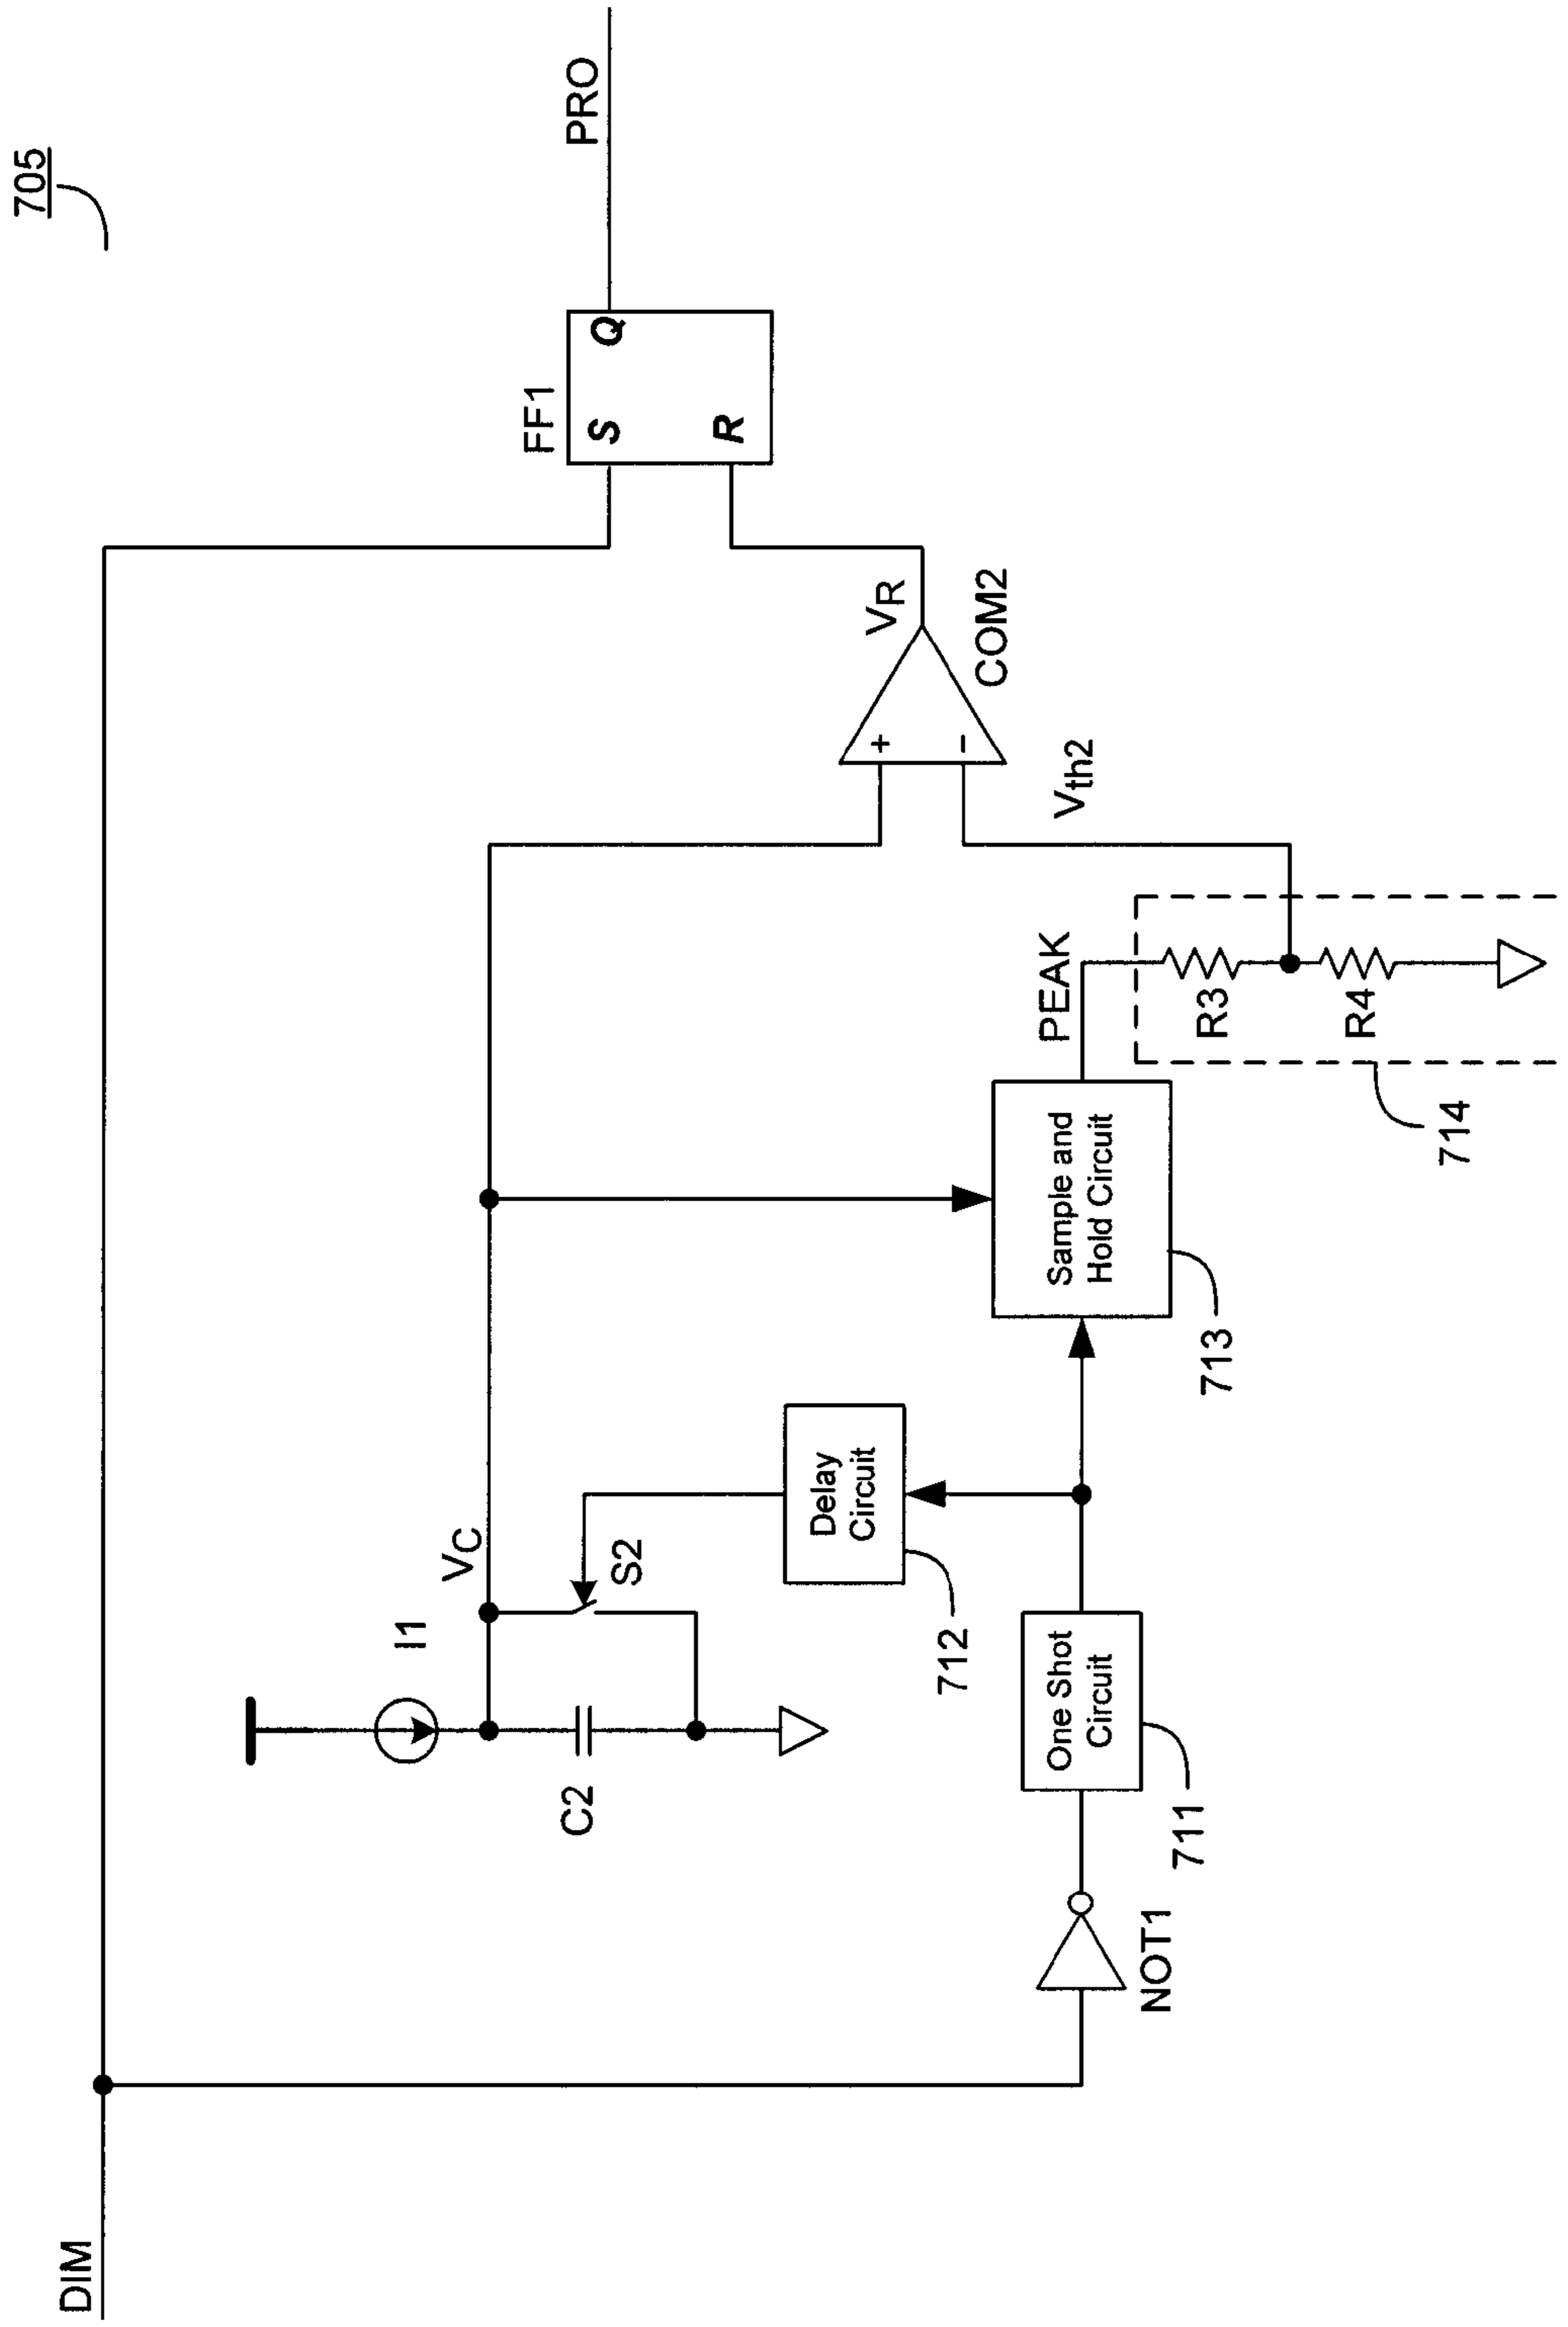 705
DIM
PRO
FF1
S
Q
R
I1
VC
C2
S2
VR
COM2
+
−
Vth2
Delay
Circuit
712
PEAK
R3
R4
714
NOT1
One Shot
Circuit
711
Sample and
Hold Circuit
713